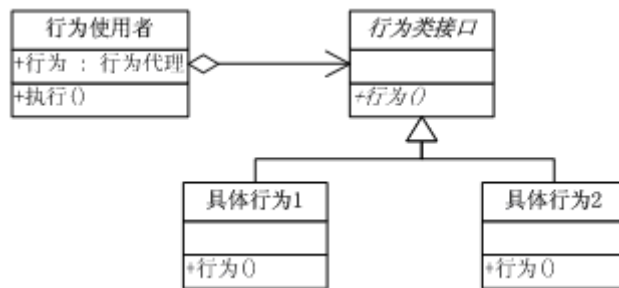 行为使用者
+行为 : 行为代理
+执行()
行为类接口
+行为()
具体行为1
+行为()
具体行为2
+行为()